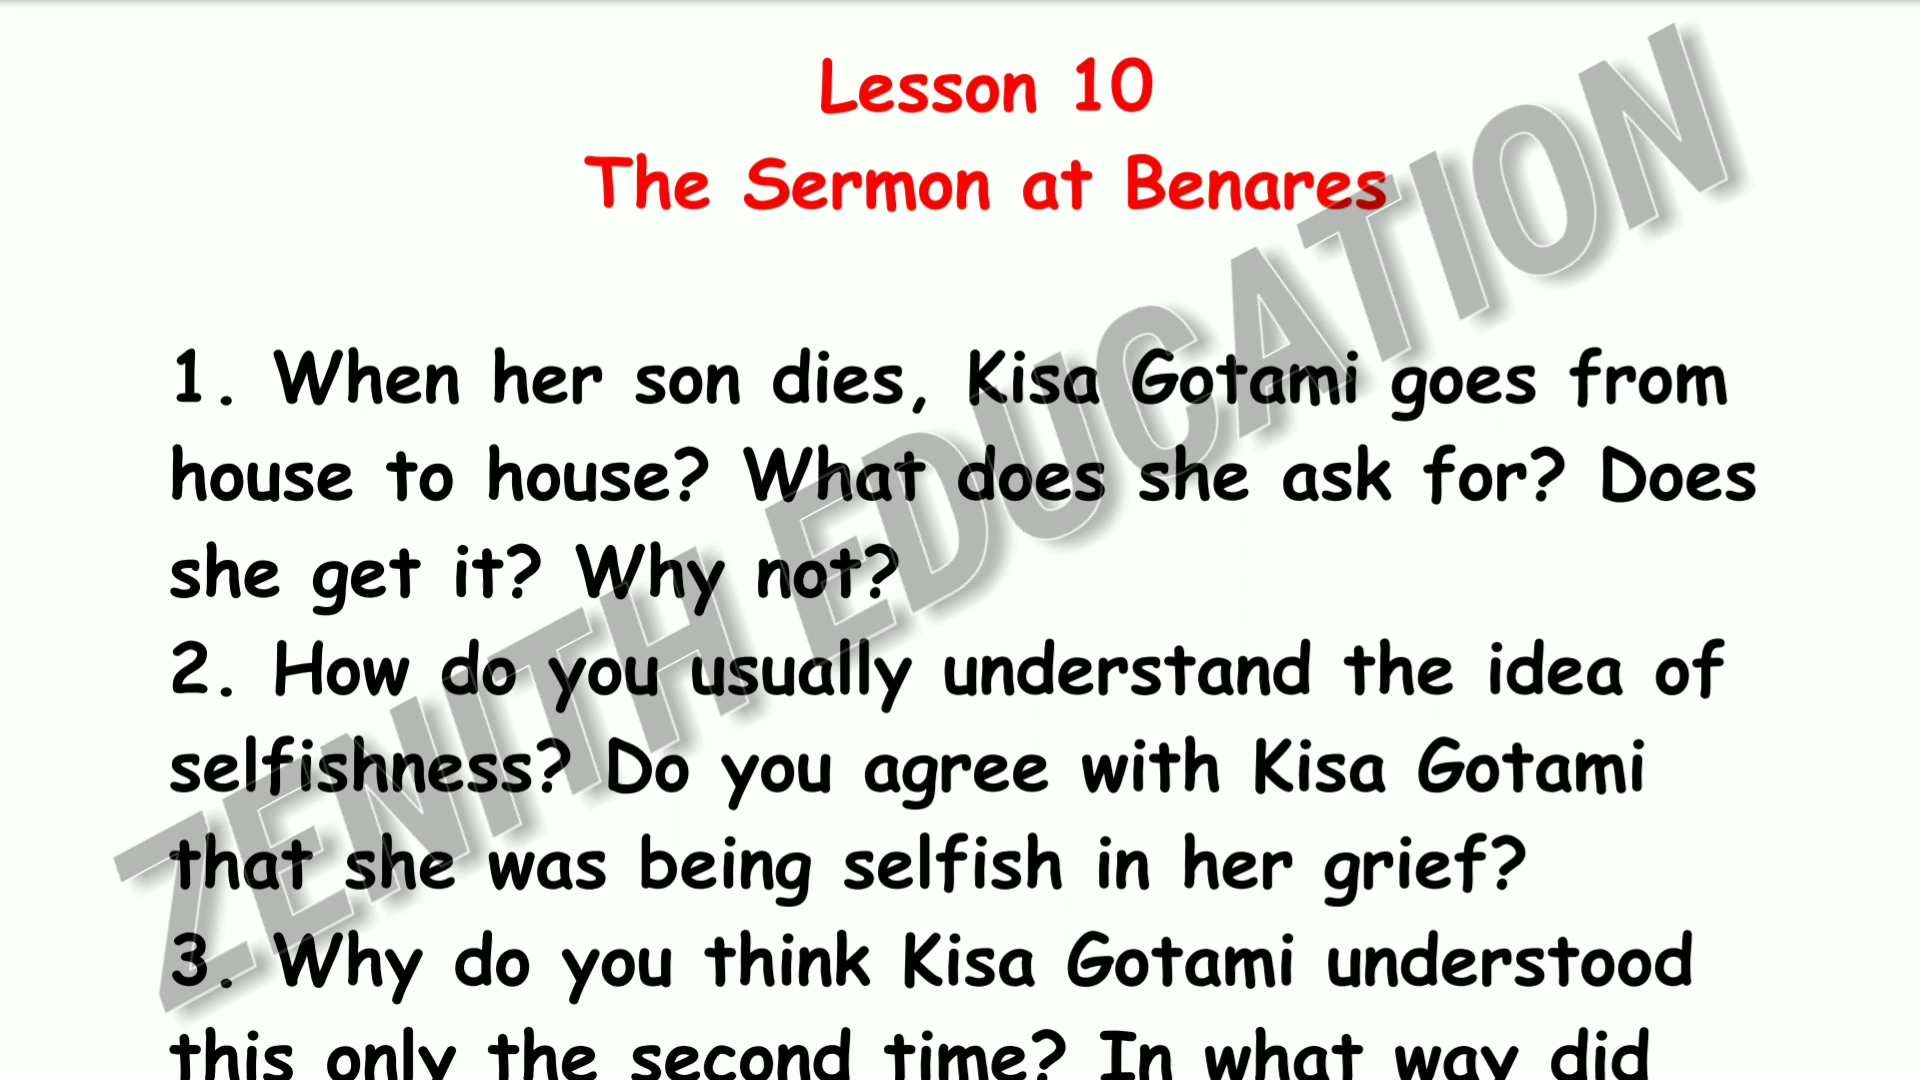 Lesson 10
The Sermon at Benares
1. When her son dies, Kisa Gotami goes from
house to house? What does she ask for? Does
she get it? Why not?
2. How do you usually understand the idea of
selfishness? Do you agree with Kisa Gotami
that she was being selfish in her grief?
3. Why do you think Kisa Gotami understood
this only the second time? In what way did
ZENITH EDUCATION